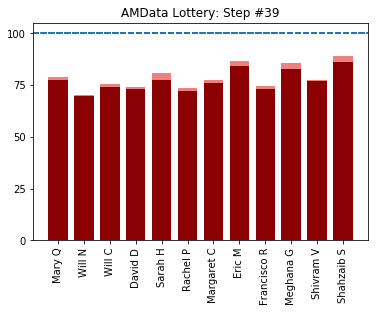 AMData Lottery: Step #39
100
75
50
25
0
Mary Q
Will N
Will C
David D
Sarah H
Rachel P
Margaret C
Eric M
Francisco R
Meghana G
Shivram V
Shahzaib S